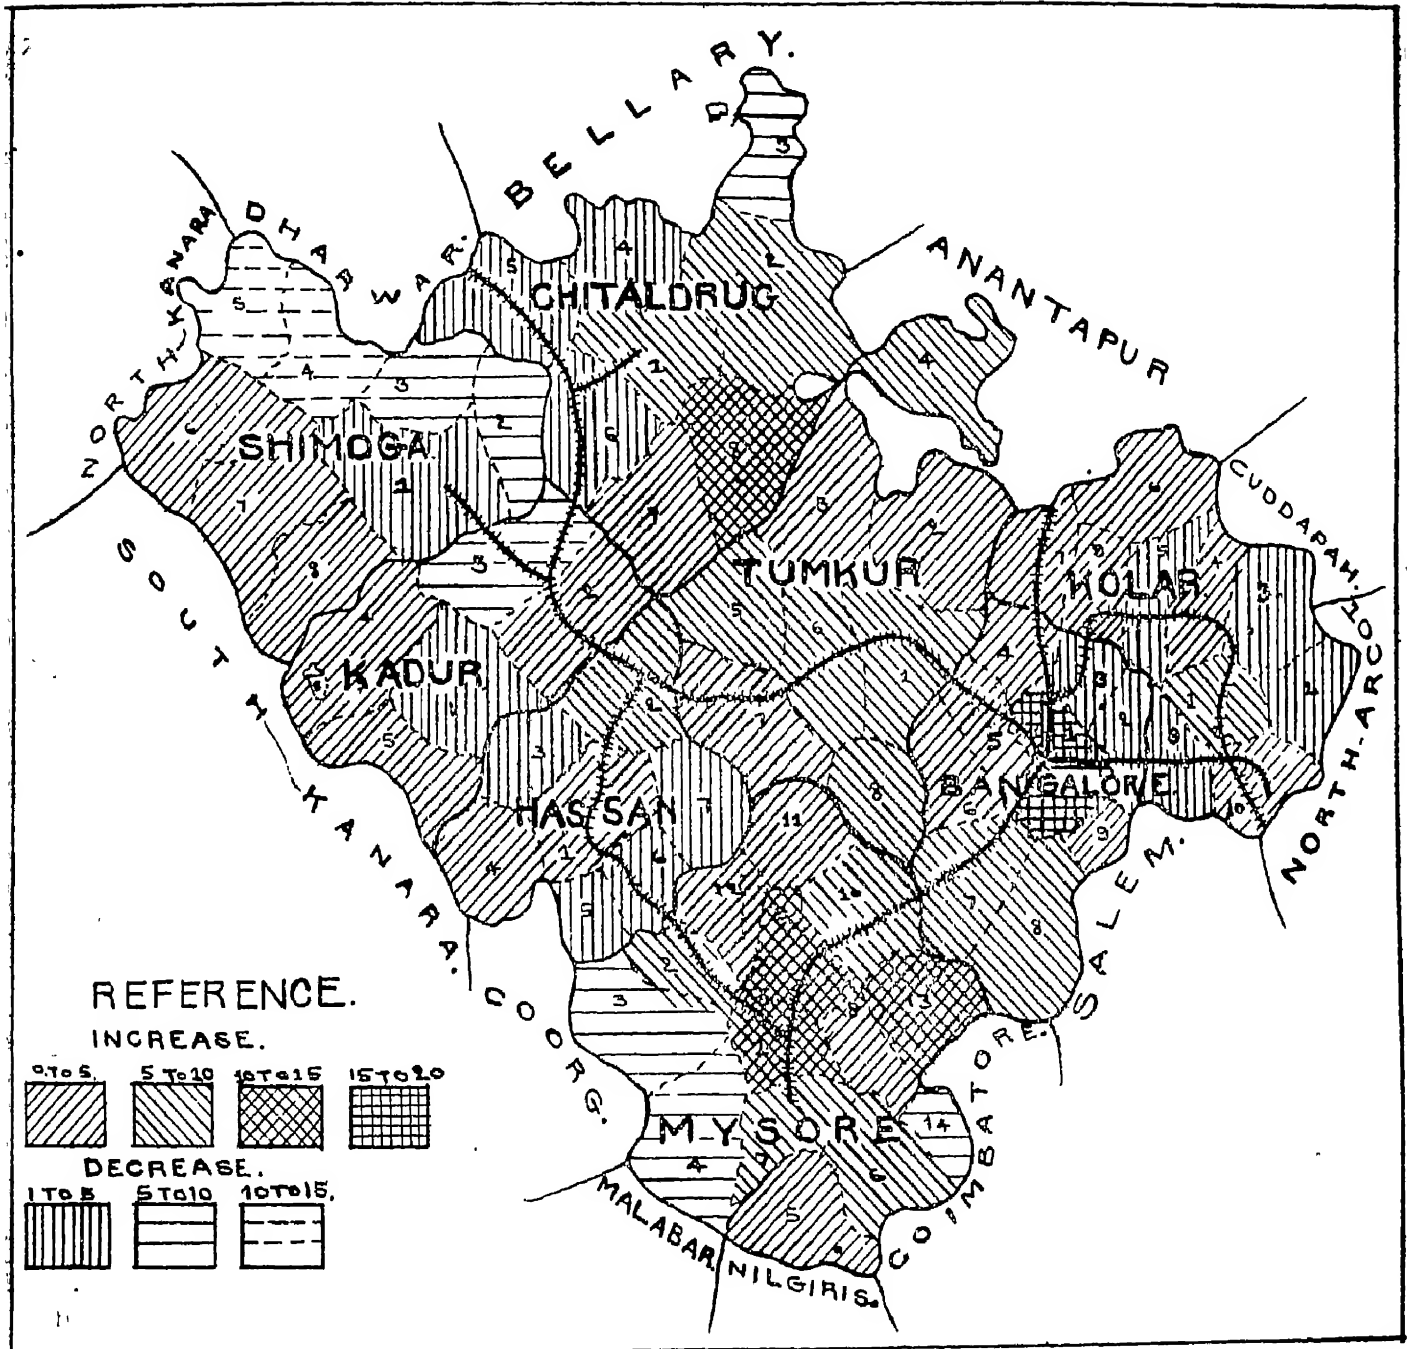 BELLARY.
DHARWAR.
NORTH-KANARA
ANANTAPUR
CHITALDRUG
SHIMOGA
CUDDAPAH.
TUMKUR
KOLAR
NORTH-ARCOT
KADUR
HASSAN
BANGALORE
SOUTH-KANARA.
SALEM.
COORG.
COIMBATORE.
MYSORE
MALABAR.
NILGIRIS.
REFERENCE.
INCREASE.
0 TO 5. 5 TO 10 10 TO 15 15 TO 20
DECREASE.
1 TO 5 5 TO 10 10 TO 15.